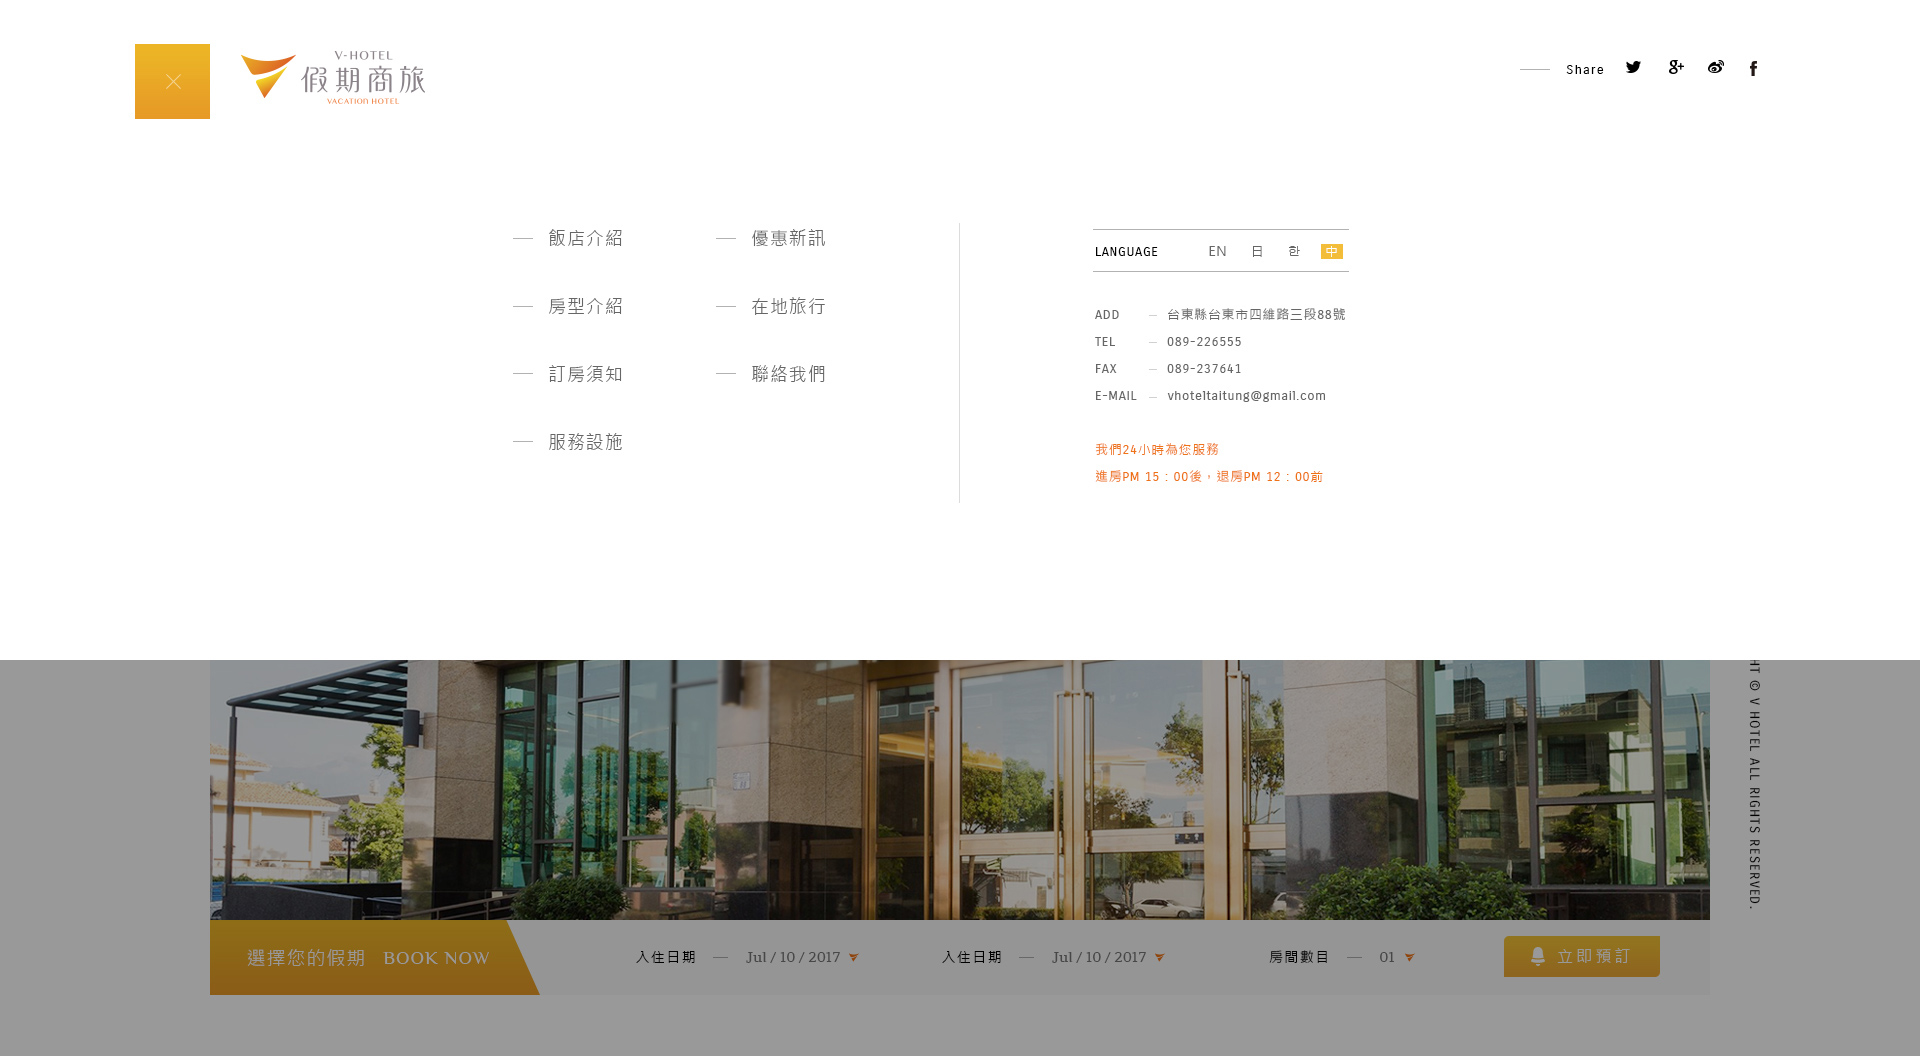 V-HOTEL
假期商旅
VACATION HOTEL
Share
飯店介紹
優惠新訊
房型介紹
在地旅行
訂房須知
聯絡我們
服務設施
LANGUAGE EN 日 한 中
ADD — 台東縣台東市四維路三段88號
TEL — 089-226555
FAX — 089-237641
E-MAIL — vhoteltaitung@gmail.com
我們24小時為您服務
進房PM 15 : 00後，退房PM 12 : 00前
HT © V HOTEL ALL RIGHTS RESERVED.
選擇您的假期 BOOK NOW
入住日期 — Jul / 10 / 2017
入住日期 — Jul / 10 / 2017
房間數目 — 01
立即預訂